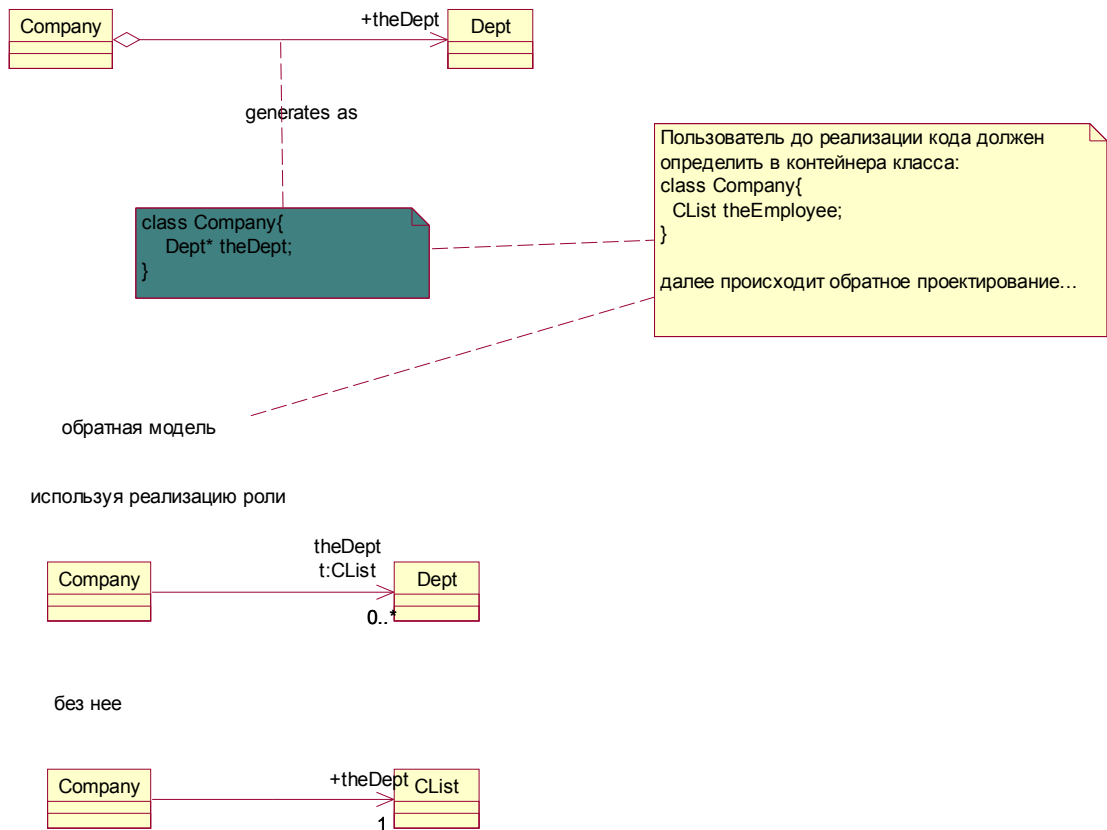 Company
+theDept
Dept
generates as
class Company{
Dept* theDept;
}
Пользователь до реализации кода должен
определить в контейнера класса:
class Company{
CList theEmployee;
}
далее происходит обратное проектирование…
обратная модель
используя реализацию роли
Company
theDept
t:CList
Dept
0..*
без нее
Company
+theDept
CList
1